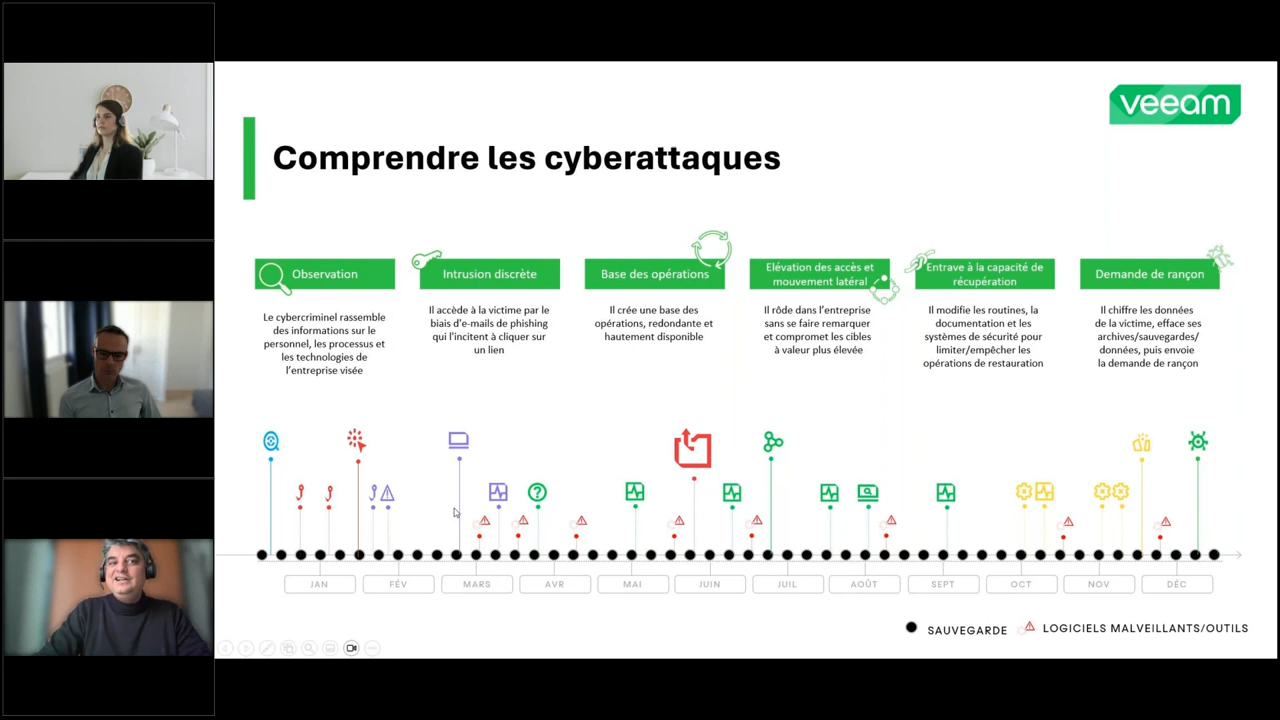 veeam
Comprendre les cyberattaques
Observation
Le cybercriminel rassemble
des informations sur le
personnel, les processus et
les technologies de
l'entreprise visée
Intrusion discrète
Il accède à la victime par le
biais d'e-mails de phishing
qui l'incitent à cliquer sur
un lien
Base des opérations
Il crée une base des
opérations, redondante et
hautement disponible
Elévation des accès et
mouvement latéral
Il rôde dans l'entreprise
sans se faire remarquer
et compromet les cibles
à valeur plus élevée
Entrave à la capacité de
récupération
Il modifie les routines, la
documentation et les
systèmes de sécurité pour
limiter/empêcher les
opérations de restauration
Demande de rançon
Il chiffre les données
de la victime, efface ses
archives/sauvegardes/
données, puis envoie
la demande de rançon
JAN
FÉV
MARS
AVR
MAI
JUIN
JUIL
AOÛT
SEPT
OCT
NOV
DÉC
SAUVEGARDE
LOGICIELS MALVEILLANTS/OUTILS